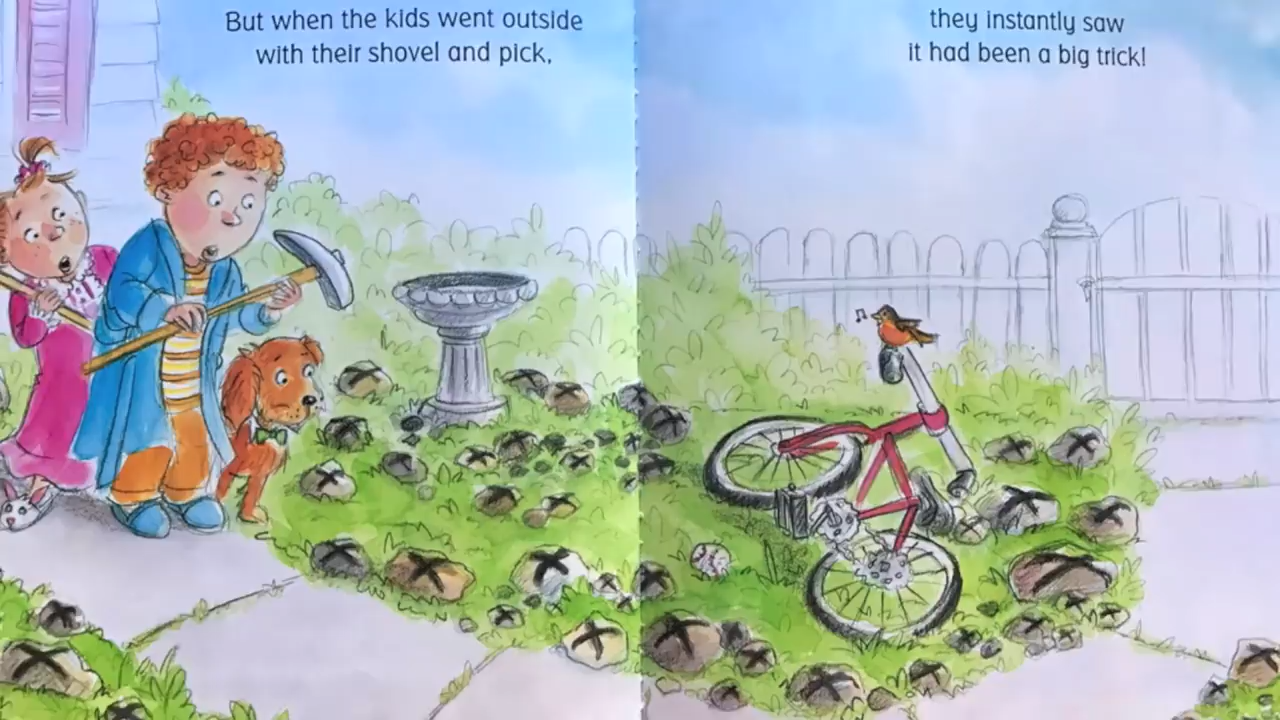 But when the kids went outside
with their shovel and pick,
they instantly saw
it had been a big trick!